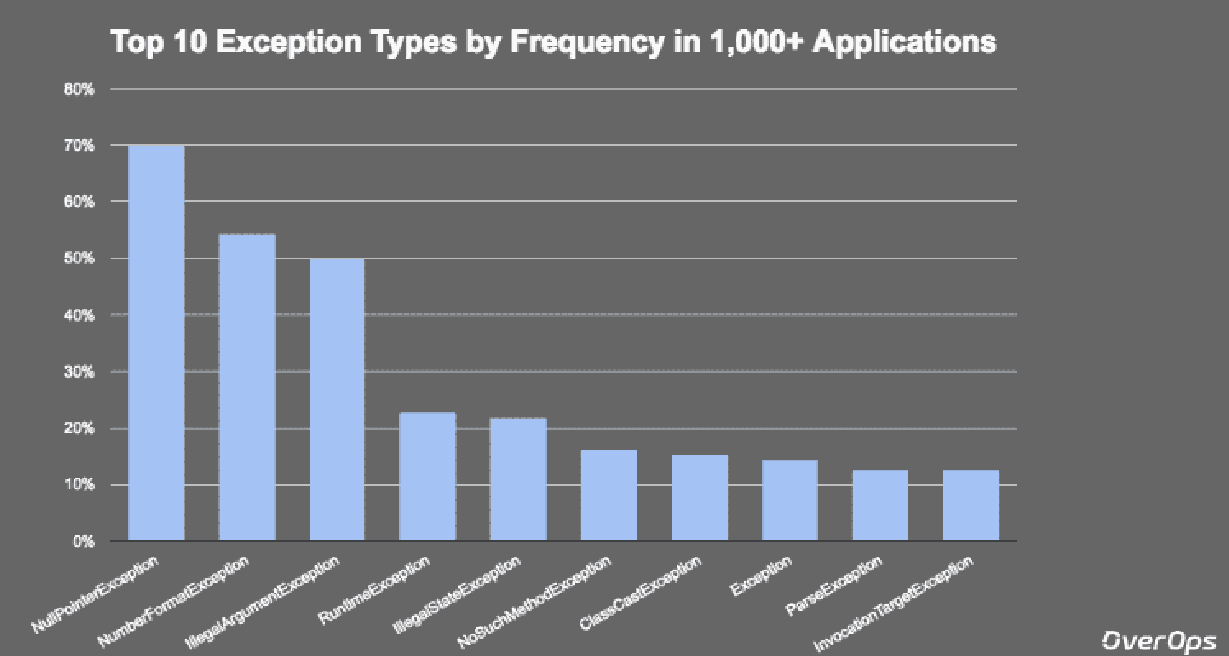 Top 10 Exception Types by Frequency in 1,000+ Applications
80%
70%
60%
50%
40%
30%
20%
10%
0%
NullPointerException
NumberFormatException
IllegalArgumentException
RuntimeException
IllegalStateException
NoSuchMethodException
ClassCastException
Exception
ParseException
InvocationTargetException
OverOps